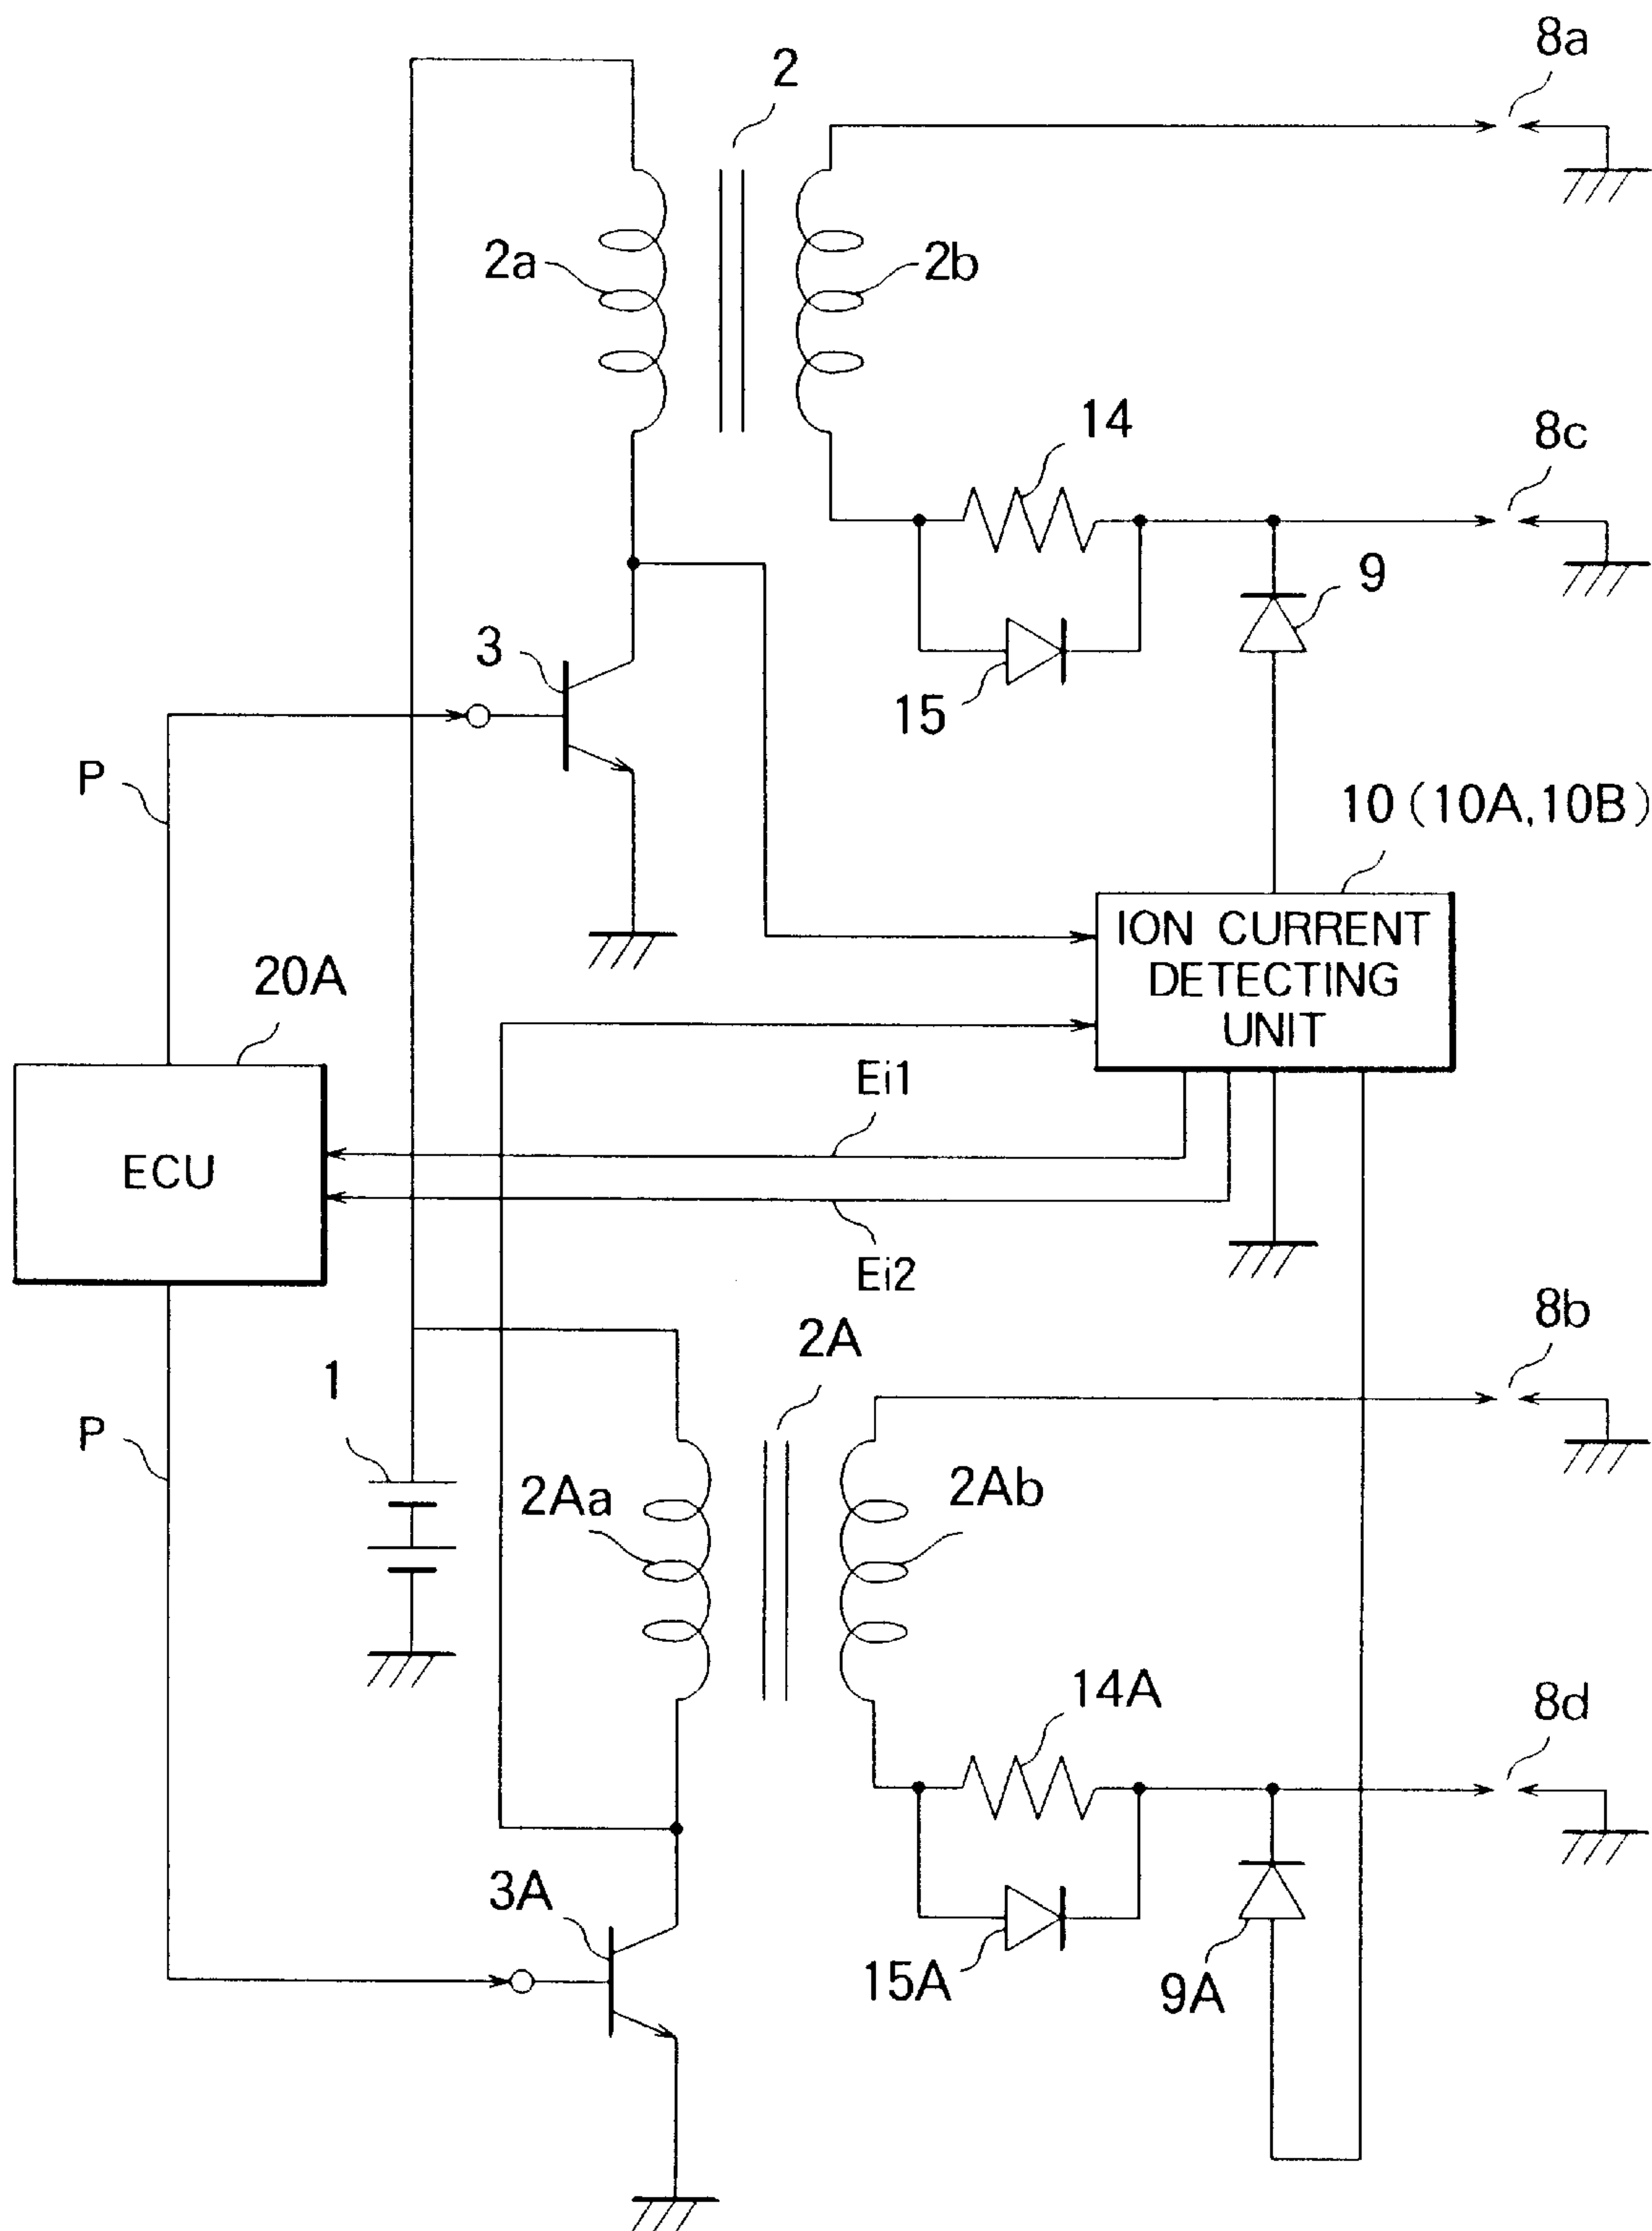 8a
2
2a
2b
14
8c
9
3
15
P
10 (10A, 10B)
ION CURRENT
DETECTING
UNIT
20A
Ei1
ECU
Ei2
8b
2A
1
P
2Aa
2Ab
14A
8d
3A
15A
9A